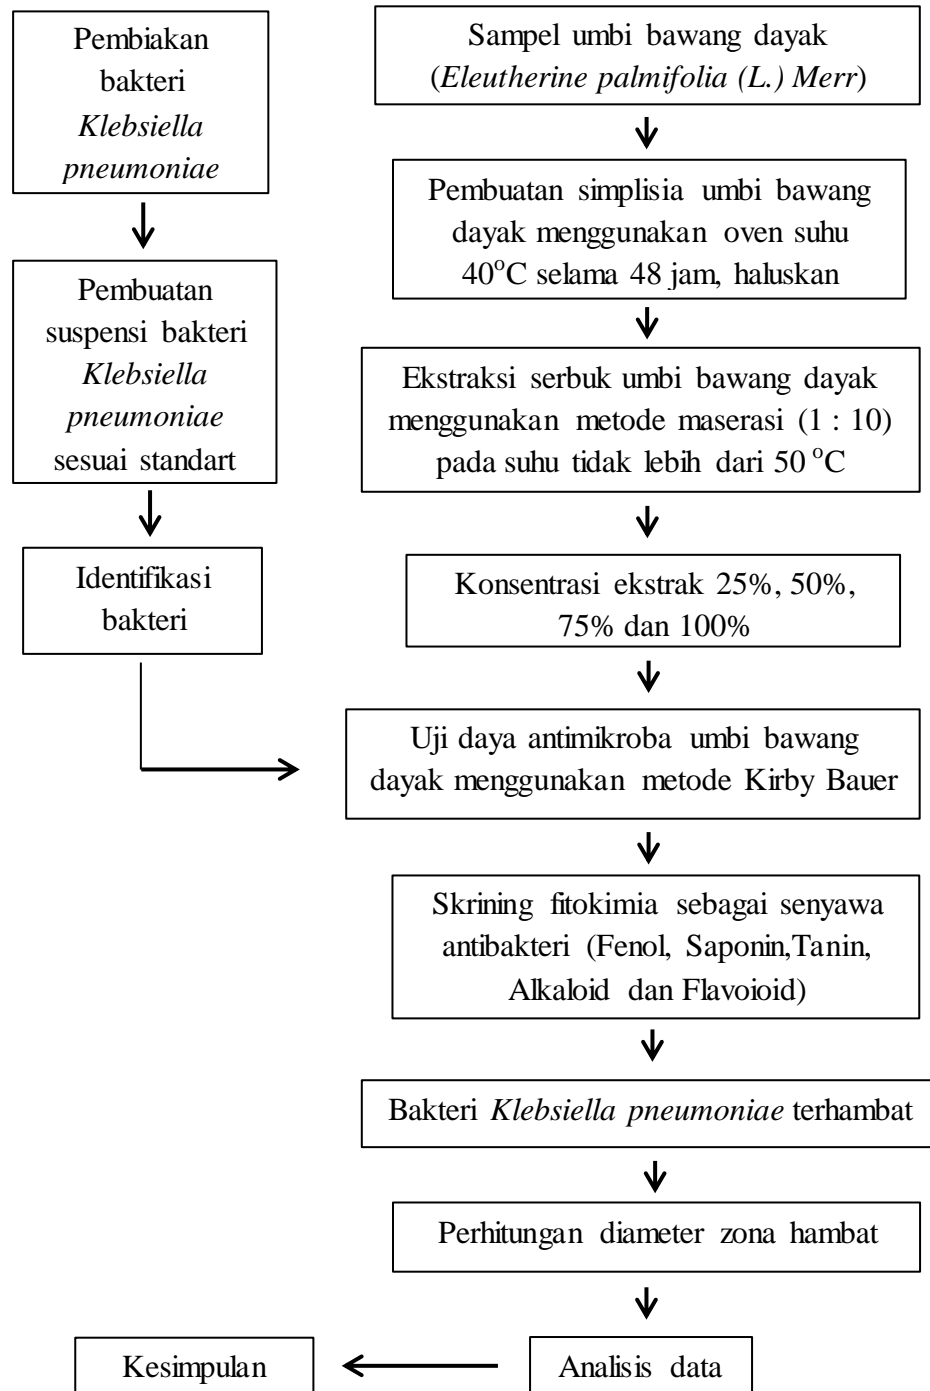 Pembiakan
bakteri
Klebsiella
pneumoniae
Pembuatan
suspensi bakteri
Klebsiella
pneumoniae
sesuai standart
Identifikasi
bakteri
Sampel umbi bawang dayak
(Eleutherine palmifolia (L.) Merr)
Pembuatan simplisia umbi bawang
dayak menggunakan oven suhu
40°C selama 48 jam, haluskan
Ekstraksi serbuk umbi bawang dayak
menggunakan metode maserasi (1 : 10)
pada suhu tidak lebih dari 50 °C
Konsentrasi ekstrak 25%, 50%,
75% dan 100%
Uji daya antimikroba umbi bawang
dayak menggunakan metode Kirby Bauer
Skrining fitokimia sebagai senyawa
antibakteri (Fenol, Saponin,Tanin,
Alkaloid dan Flavoioid)
Bakteri Klebsiella pneumoniae terhambat
Perhitungan diameter zona hambat
Analisis data
Kesimpulan